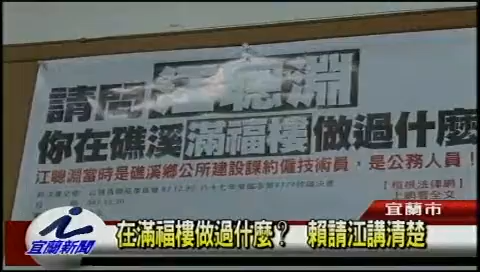 請問江聰淵
你在礁溪滿福樓做過什麼
江聰淵當時是礁溪鄉公所建設課約僱技術員，是公務人員！
宜蘭市
宜蘭新聞
在滿福樓做過什麼？ 賴請江講清楚